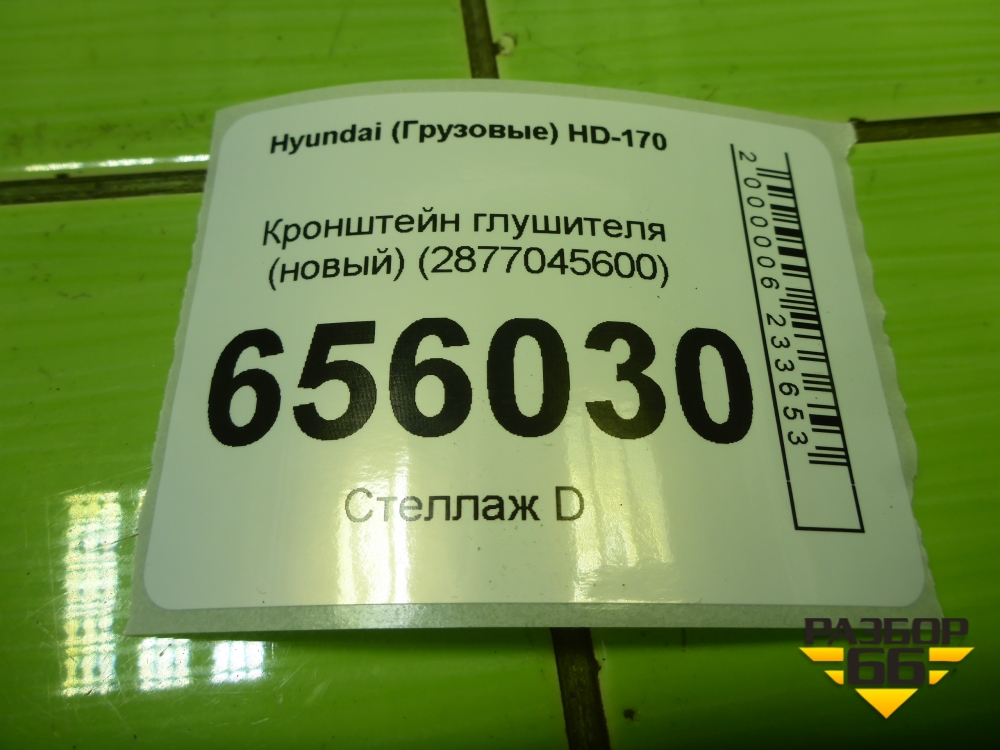 Hyundai (Грузовые) HD-170
Кронштейн глушителя
(новый) (2877045600)
656030
Стеллаж D
2000006233653
РАЗБОР
66